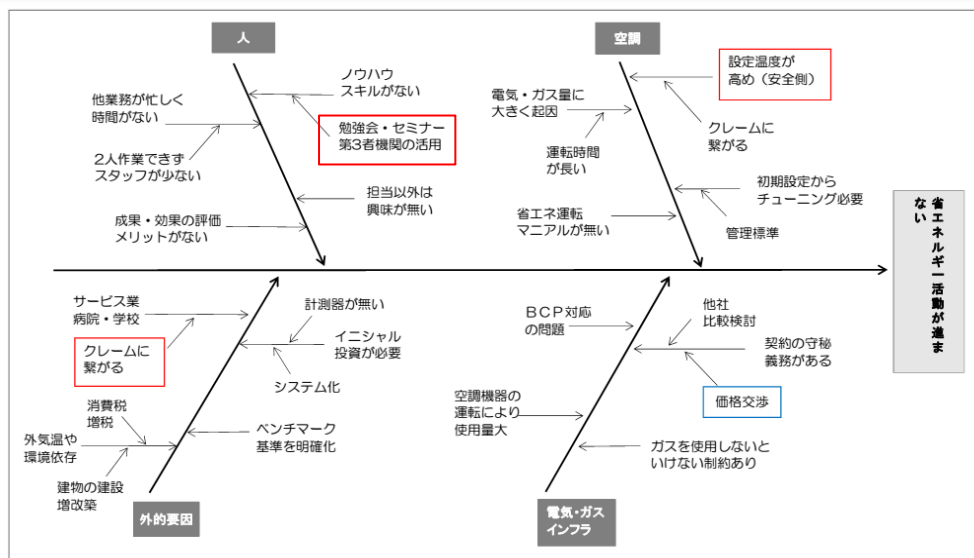 人
空調
ノウハウ
スキルがない
他業務が忙しく
時間がない
勉強会・セミナー
第3者機関の活用
2人作業できず
スタッフが少ない
担当以外は
興味が無い
成果・効果の評価
メリットがない
設定温度が
高め（安全側）
電気・ガス量に
大きく起因
クレームに
繋がる
運転時間
が長い
初期設定から
チューニング必要
省エネ運転
マニアルが無い
管理標準
省エネルギー活動が進ま
ない
サービス業
病院・学校
計測器が無い
クレームに
繋がる
イニシャル
投資が必要
システム化
消費税
増税
外気温や
環境依存
ベンチマーク
基準を明確化
建物の建設
増改築
外的要因
ＢＣＰ対応
の問題
他社
比較検討
契約の守秘
義務がある
価格交渉
空調機器の
運転により
使用量大
ガスを使用しないと
いけない制約あり
電気・ガス
インフラ